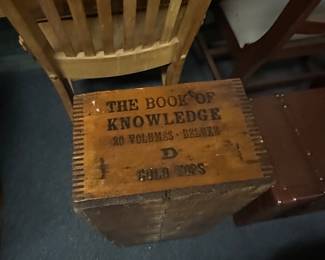 THE BOOK OF
KNOWLEDGE
20 VOLUMES - DELUXE
D
GOLD TOPS